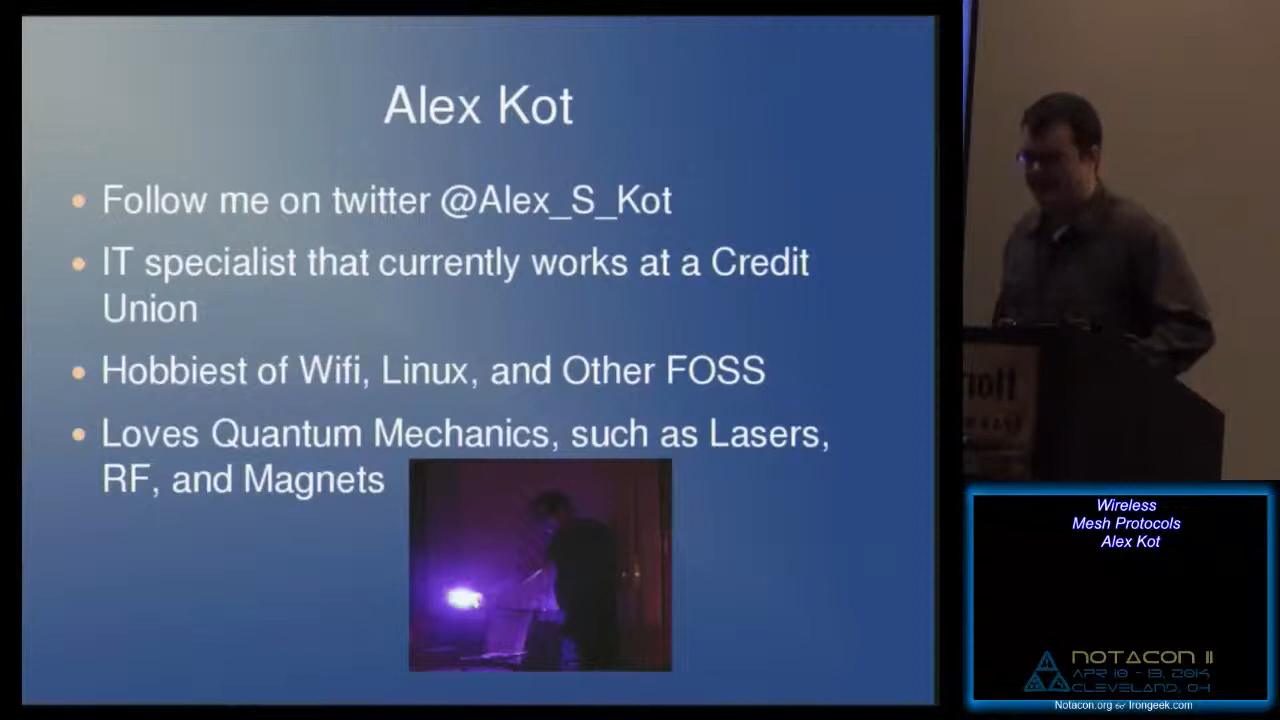 Alex Kot
Follow me on twitter @Alex_S_Kot
IT specialist that currently works at a Credit
Union
Hobbiest of Wifi, Linux, and Other FOSS
Loves Quantum Mechanics, such as Lasers,
RF, and Magnets
Wireless
Mesh Protocols
Alex Kot
NOTACON 11
APR 10 - 13, 2014
CLEVELAND, OH
Notacon.org & Irongeek.com